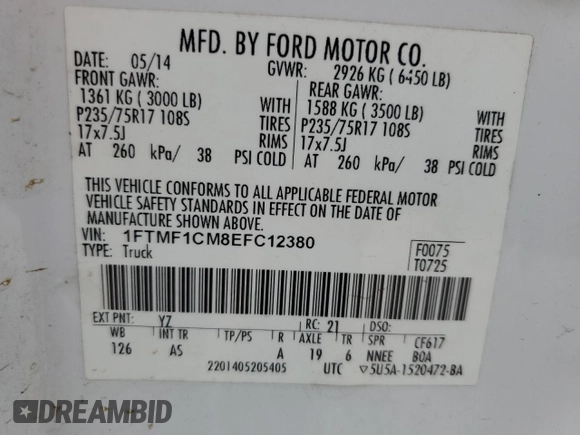 MFD. BY FORD MOTOR CO.
DATE: 05/14 GVWR: 2926 KG ( 6450 LB)
FRONT GAWR: REAR GAWR:
1361 KG ( 3000 LB) WITH 1588 KG ( 3500 LB) WITH
P235/75R17 108S TIRES P235/75R17 108S TIRES
17x7.5J RIMS 17x7.5J RIMS
AT 260 kPa/ 38 PSI COLD AT 260 kPa/ 38 PSI COLD
THIS VEHICLE CONFORMS TO ALL APPLICABLE FEDERAL MOTOR
VEHICLE SAFETY STANDARDS IN EFFECT ON THE DATE OF
MANUFACTURE SHOWN ABOVE.
VIN: 1FTMF1CM8EFC12380 F0075
TYPE: Truck T0725
EXT PNT: YZ RC: 21 DSO:
WB INT TR TP/PS R AXLE TR SPR CF617
126 AS A 19 6 NNEE BOA
2201405205405 UTC ▽5U5A-1520472-BA
DREAMBID
.com